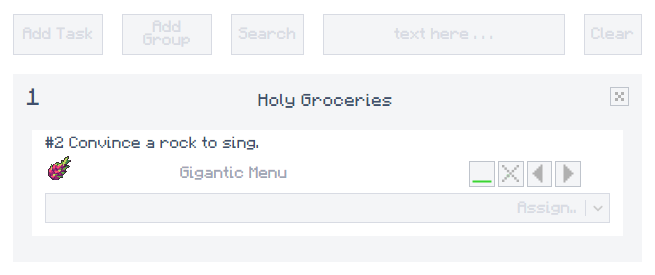 Add Task
Add
Group
Search
text here ...
Clear
1
Holy Groceries
#2 Convince a rock to sing.
Gigantic Menu
Assign..